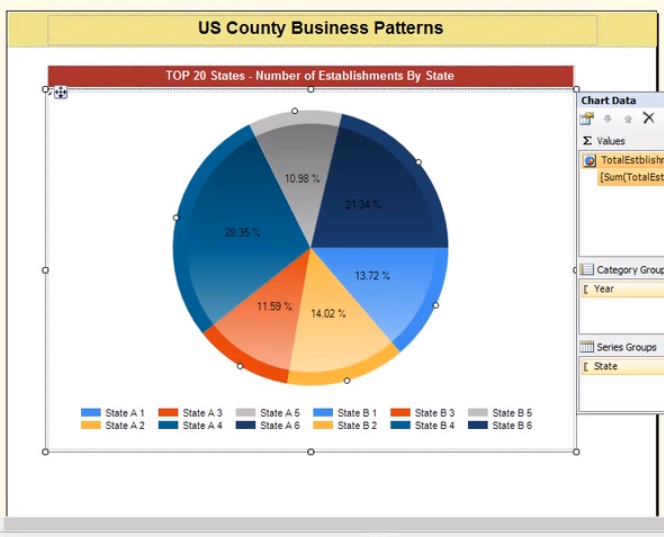 US County Business Patterns
TOP 20 States - Number of Establishments By State
10.98 %
21.34 %
28.35 %
13.72 %
11.59 %
14.02 %
State A 1 State A 3 State A 5 State B 1 State B 3 State B 5
State A 2 State A 4 State A 6 State B 2 State B 4 State B 6
Chart Data
Σ Values
TotalEstblishr
[Sum(TotalEst
Category Group
[ Year
Series Groups
[ State